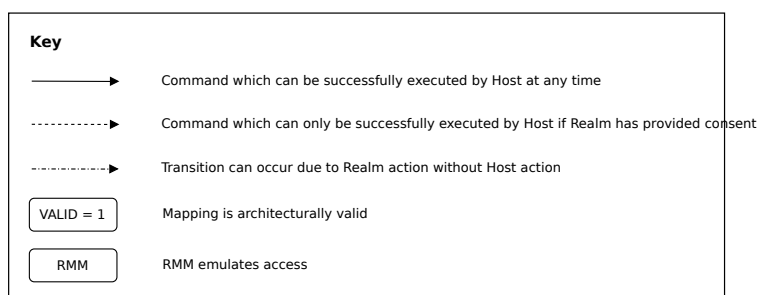 Key
Command which can be successfully executed by Host at any time
Command which can only be successfully executed by Host if Realm has provided consent
Transition can occur due to Realm action without Host action
VALID = 1 Mapping is architecturally valid
RMM RMM emulates access